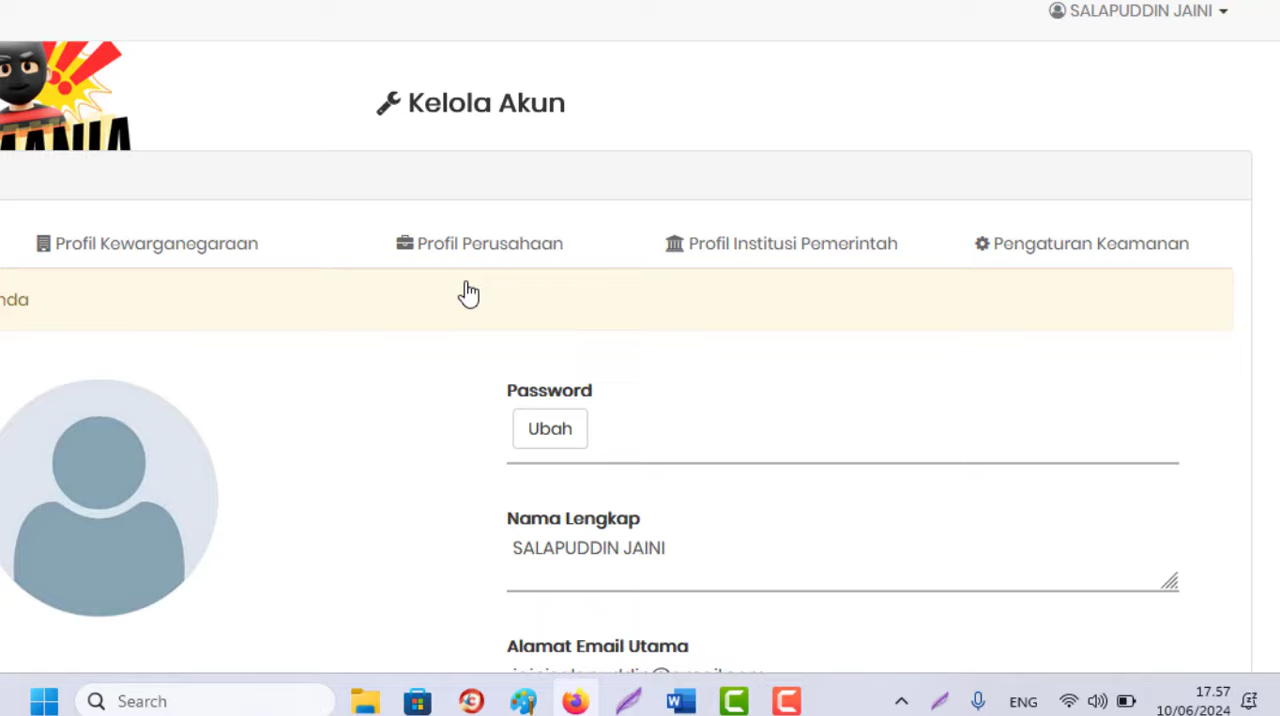 SALAPUDDIN JAINI
MANIA
Kelola Akun
Profil Kewarganegaraan
Profil Perusahaan
Profil Institusi Pemerintah
Pengaturan Keamanan
nda
Password
Ubah
Nama Lengkap
SALAPUDDIN JAINI
Alamat Email Utama
Search
ENG
17.57
10/06/2024